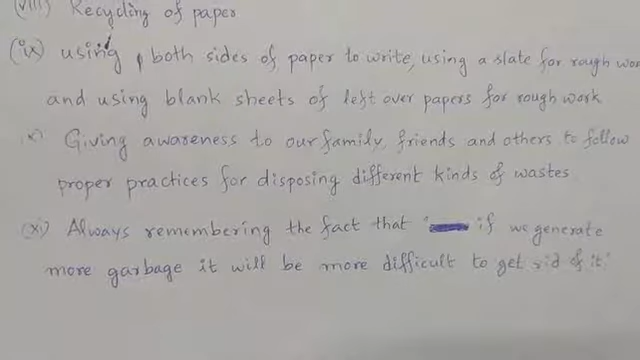 (viii) Recycling of paper
(ix) using both sides of paper to write, using a slate for rough wor
and using blank sheets of left over papers for rough work
(x) Giving awareness to our family, friends and others to follow
proper practices for disposing different kinds of wastes
(xi) Always remembering the fact that ' if we generate
more garbage it will be more difficult to get rid of it'